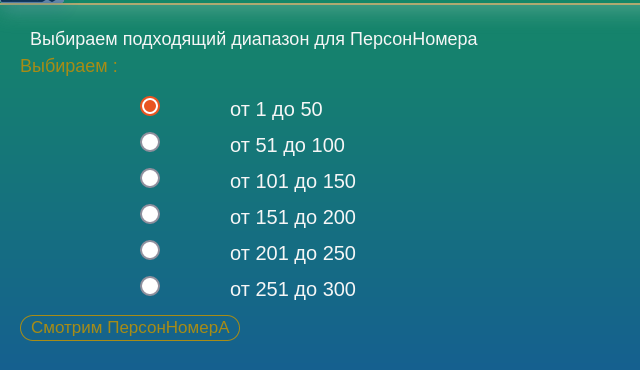 Выбираем подходящий диапазон для ПерсонНомера
Выбираем :
от 1 до 50
от 51 до 100
от 101 до 150
от 151 до 200
от 201 до 250
от 251 до 300
Смотрим ПерсонНомерА